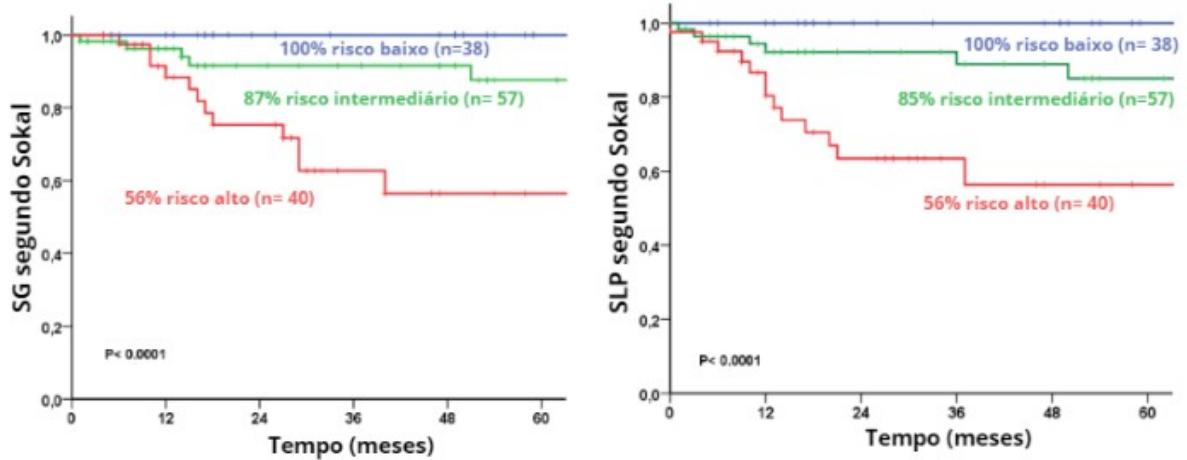 SG segundo Sokal
1,0
0,8
0,6
0,4
0,2
0,0
100% risco baixo (n=38)
87% risco intermediário (n= 57)
56% risco alto (n= 40)
P< 0.0001
0 12 24 36 48 60
Tempo (meses)
SLP segundo Sokal
1,0
0,8
0,6
0,4
0,2
0,0
100% risco baixo (n= 38)
85% risco intermediário (n=57)
56% risco alto (n= 40)
P< 0.0001
0 12 24 36 48 60
Tempo (meses)